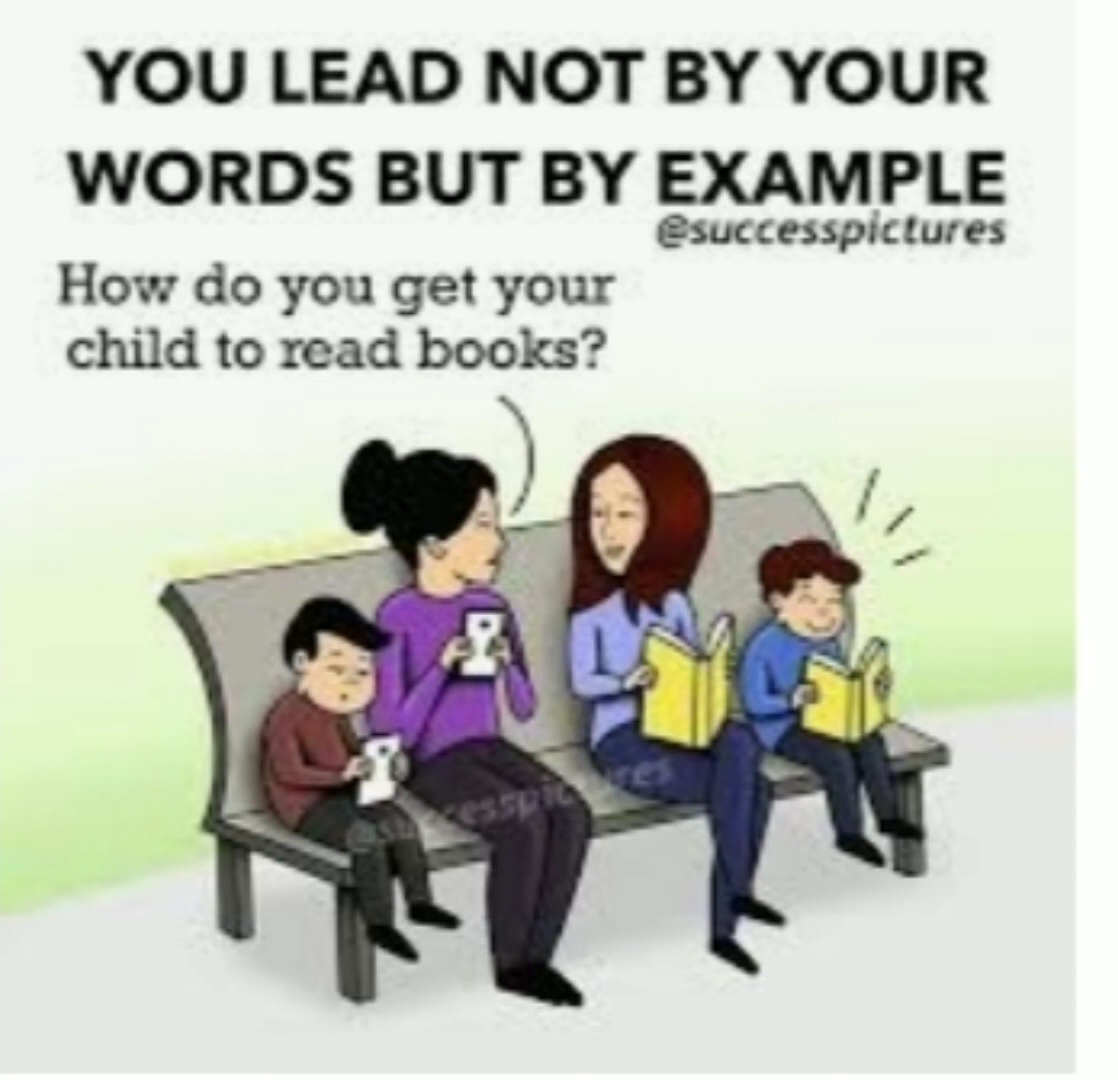 YOU LEAD NOT BY YOUR
WORDS BUT BY EXAMPLE
@successpictures
How do you get your
child to read books?